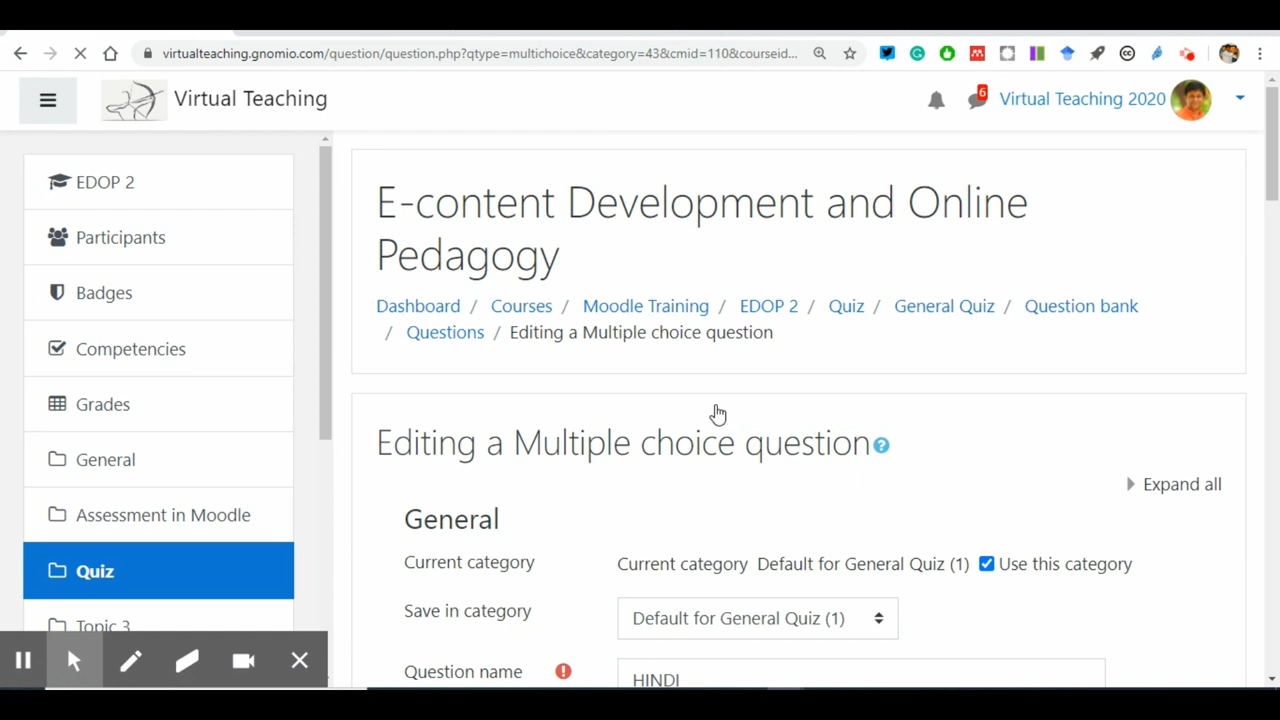 virtualteaching.gnomio.com/question/question.php?qtype=multichoice&category=43&cmid=110&courseid...
Virtual Teaching
6
Virtual Teaching 2020
EDOP 2
Participants
Badges
Competencies
Grades
General
Assessment in Moodle
Quiz
Topic 3
E-content Development and Online
Pedagogy
Dashboard / Courses / Moodle Training / EDOP 2 / Quiz / General Quiz / Question bank
/ Questions / Editing a Multiple choice question
Editing a Multiple choice question
Expand all
General
Current category Current category Default for General Quiz (1) Use this category
Save in category Default for General Quiz (1)
Question name HINDI